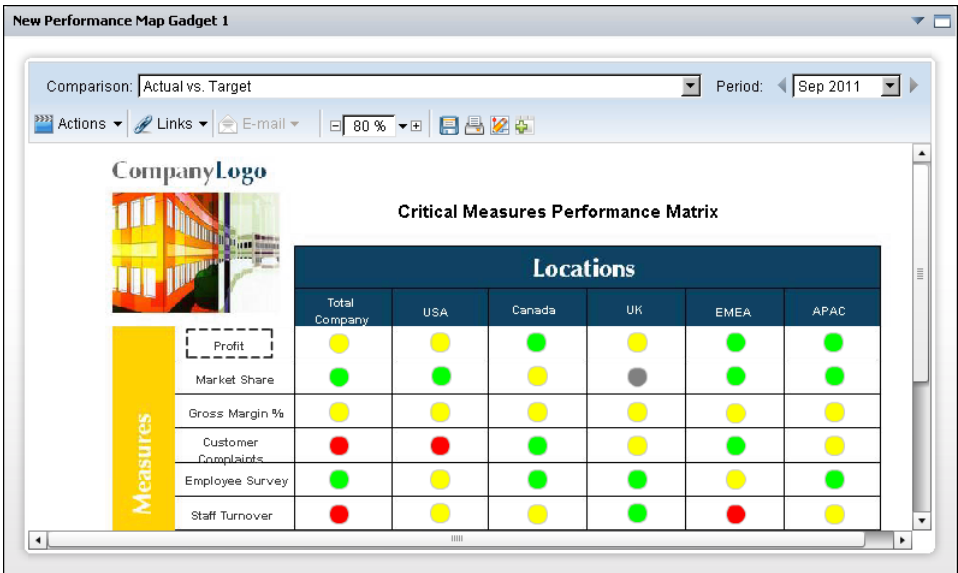 New Performance Map Gadget 1
Comparison: Actual vs. Target Period: Sep 2011
Actions Links E-mail 80 %
CompanyLogo
Critical Measures Performance Matrix
Locations
Total Company USA Canada UK EMEA APAC
Measures
Profit
Market Share
Gross Margin %
Customer
Complaints
Employee Survey
Staff Turnover